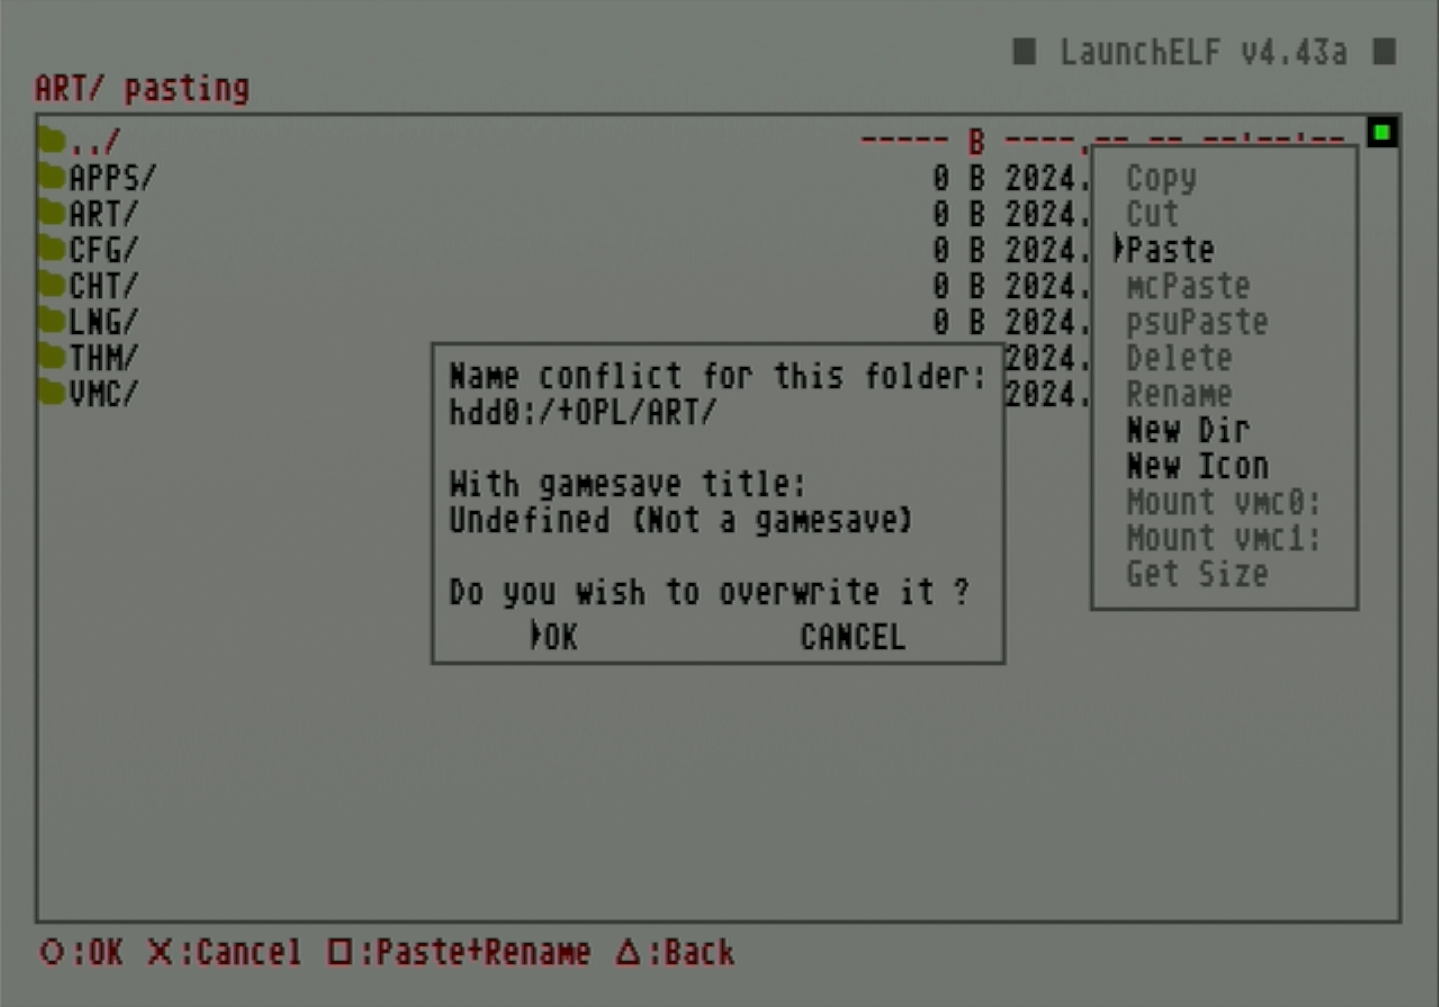 ■ LaunchELF v4.43a ■
ART/ pasting
../ ----- B ----.-- -- --:--:--
APPS/ 0 B 2024.
ART/ 0 B 2024.
CFG/ 0 B 2024.
CHT/ 0 B 2024.
LNG/ 0 B 2024.
THM/ 2024.
VMC/ 2024.
Copy
Cut
Paste
mcPaste
psuPaste
Delete
Rename
New Dir
New Icon
Mount vmc0:
Mount vmc1:
Get Size
Name conflict for this folder:
hdd0:/+OPL/ART/
With gamesave title:
Undefined (Not a gamesave)
Do you wish to overwrite it ?
OK CANCEL
O:OK X:Cancel □:Paste+Rename △:Back